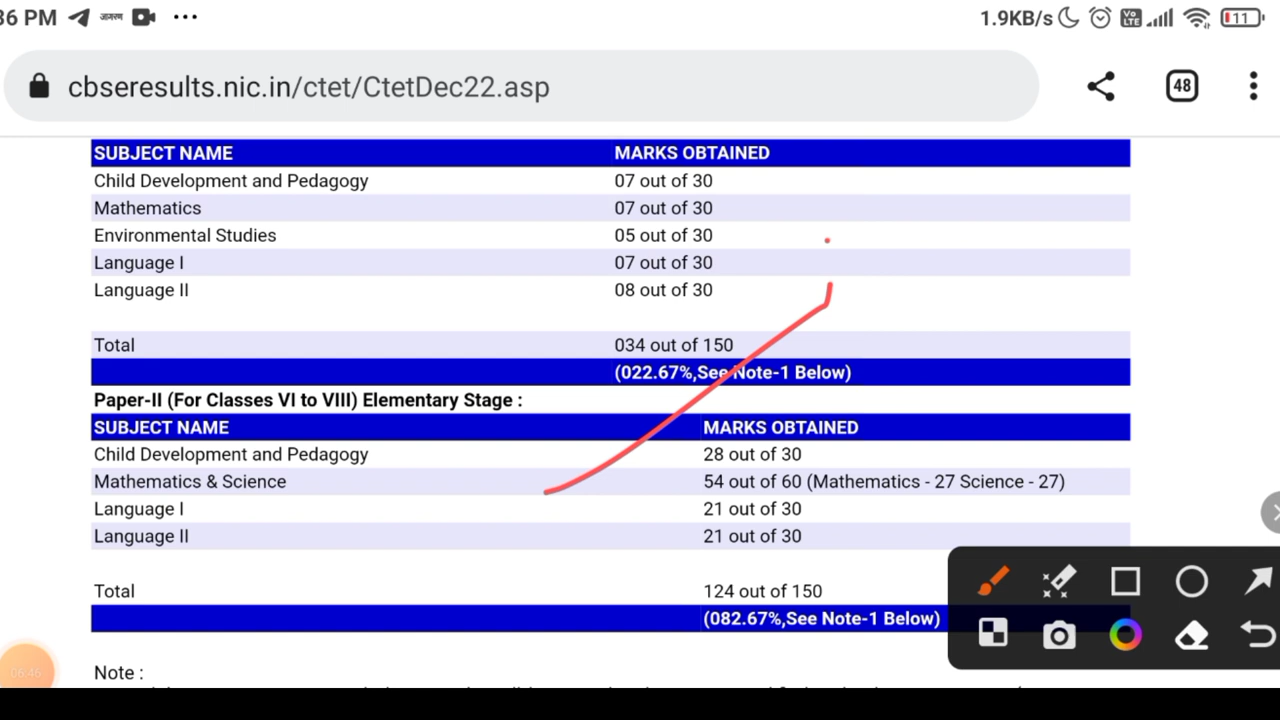 36 PM जागरण 1.9KB/s Vo LTE 11
cbseresults.nic.in/ctet/CtetDec22.asp 48
SUBJECT NAME MARKS OBTAINED
Child Development and Pedagogy 07 out of 30
Mathematics 07 out of 30
Environmental Studies 05 out of 30
Language I 07 out of 30
Language II 08 out of 30
Total 034 out of 150
(022.67%,See Note-1 Below)
Paper-II (For Classes VI to VIII) Elementary Stage :
SUBJECT NAME MARKS OBTAINED
Child Development and Pedagogy 28 out of 30
Mathematics & Science 54 out of 60 (Mathematics - 27 Science - 27)
Language I 21 out of 30
Language II 21 out of 30
Total 124 out of 150
(082.67%,See Note-1 Below)
06:46
Note :